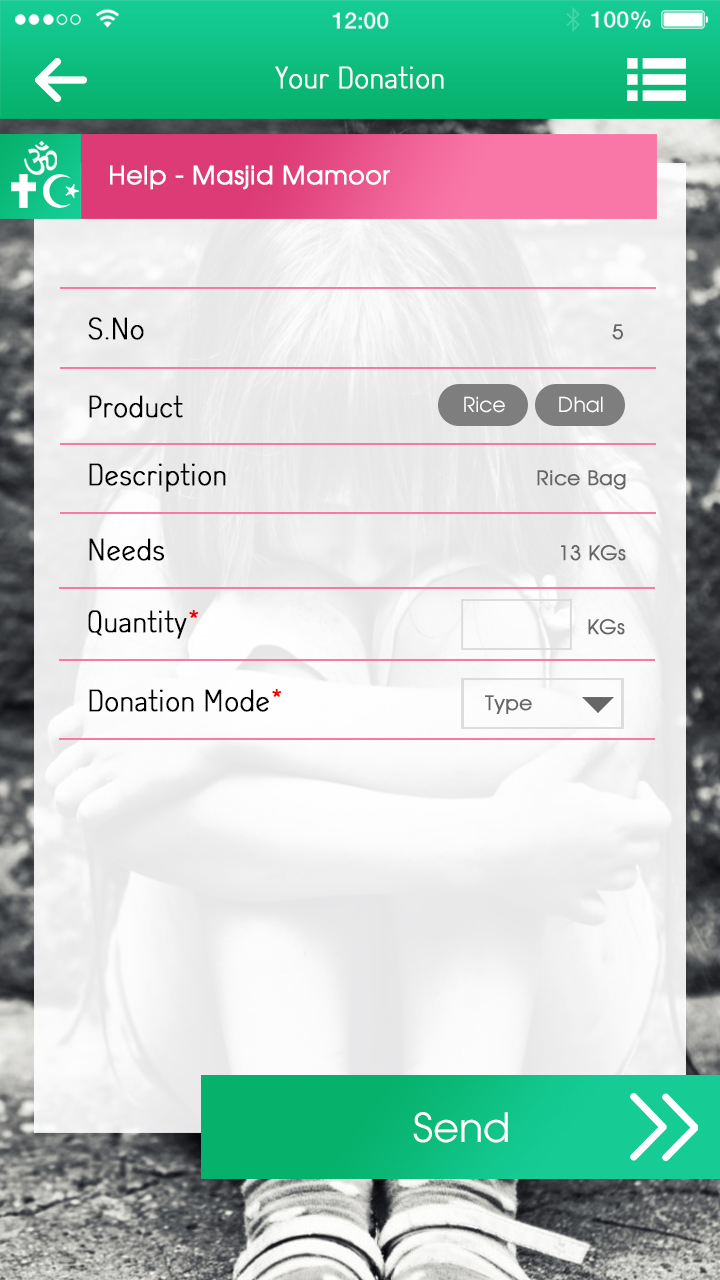 12:00
100%
Your Donation
ॐ
Help - Masjid Mamoor
S.No 5
Product Rice Dhal
Description Rice Bag
Needs 13 KGs
Quantity* KGs
Donation Mode* Type
Send